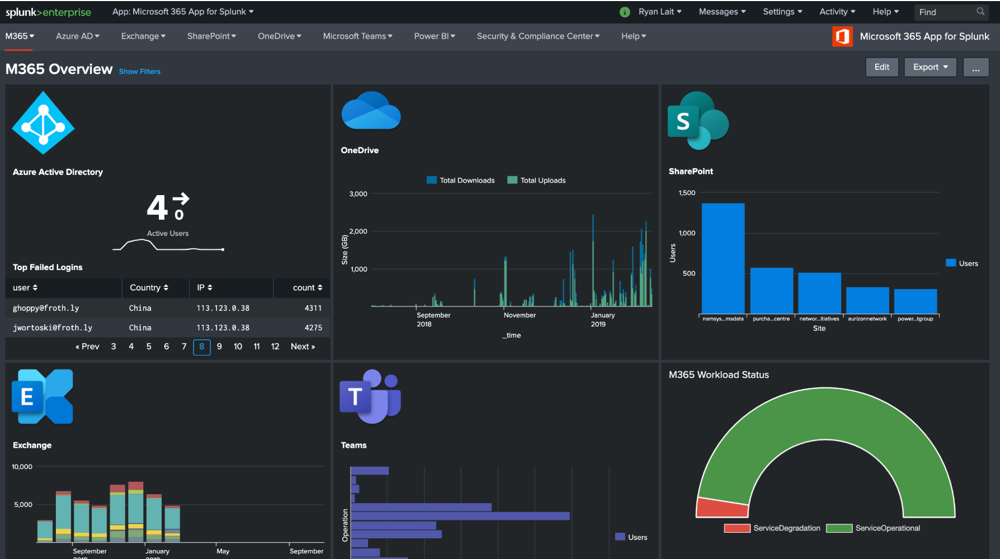 splunk>enterprise App: Microsoft 365 App for Splunk i Ryan Lait Messages Settings Activity Help Find
M365 Azure AD Exchange SharePoint OneDrive Microsoft Teams Power BI Security & Compliance Center Help Microsoft 365 App for Splunk
M365 Overview Show Filters Edit Export ...
Azure Active Directory
4 0
Active Users
Top Failed Logins
user Country IP count
ghoppy@froth.ly China 113.123.0.38 4311
jwortoski@froth.ly China 113.123.0.38 4275
« Prev 3 4 5 6 7 8 9 10 11 12 Next »
OneDrive
Total Downloads Total Uploads
3,000
2,000
1,000
Size (GB)
September November January
2018 2019
_time
S
SharePoint
1,500
1,000
500
Users
Users
namsys...msdata purcha...centre networ...itiatives aurizonnetwork power...tgroup
Site
E
Exchange
10,000
5,000
September January May September
2018 2019
T
Teams
Operation
Users
M365 Workload Status
ServiceDegradation ServiceOperational